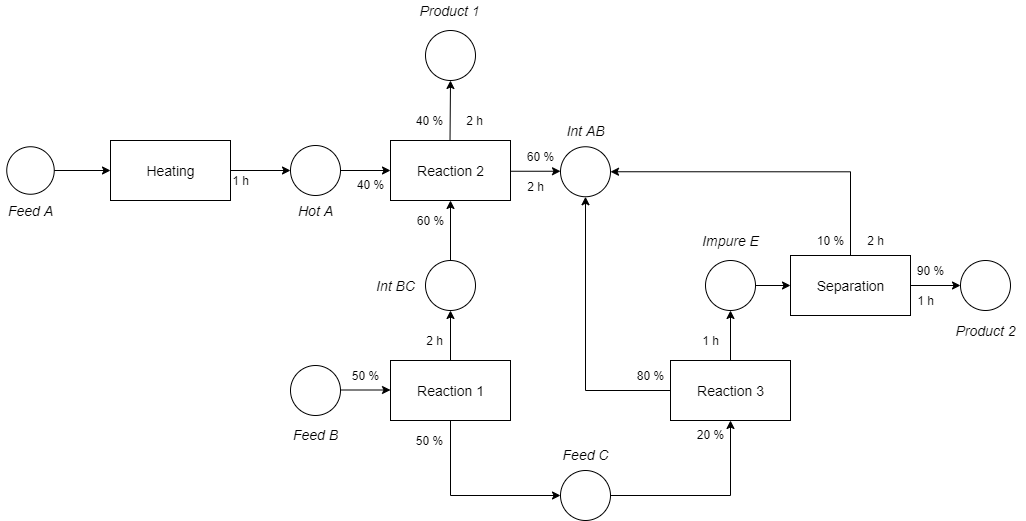 Product 1
40 % 2 h
Int AB
Heating
Reaction 2
60 %
1 h
40 %
2 h
Feed A
Hot A
60 %
Impure E
10 % 2 h
90 %
Int BC
Separation
1 h
Product 2
2 h
1 h
50 %
80 %
Reaction 1
Reaction 3
Feed B
50 %
20 %
Feed C